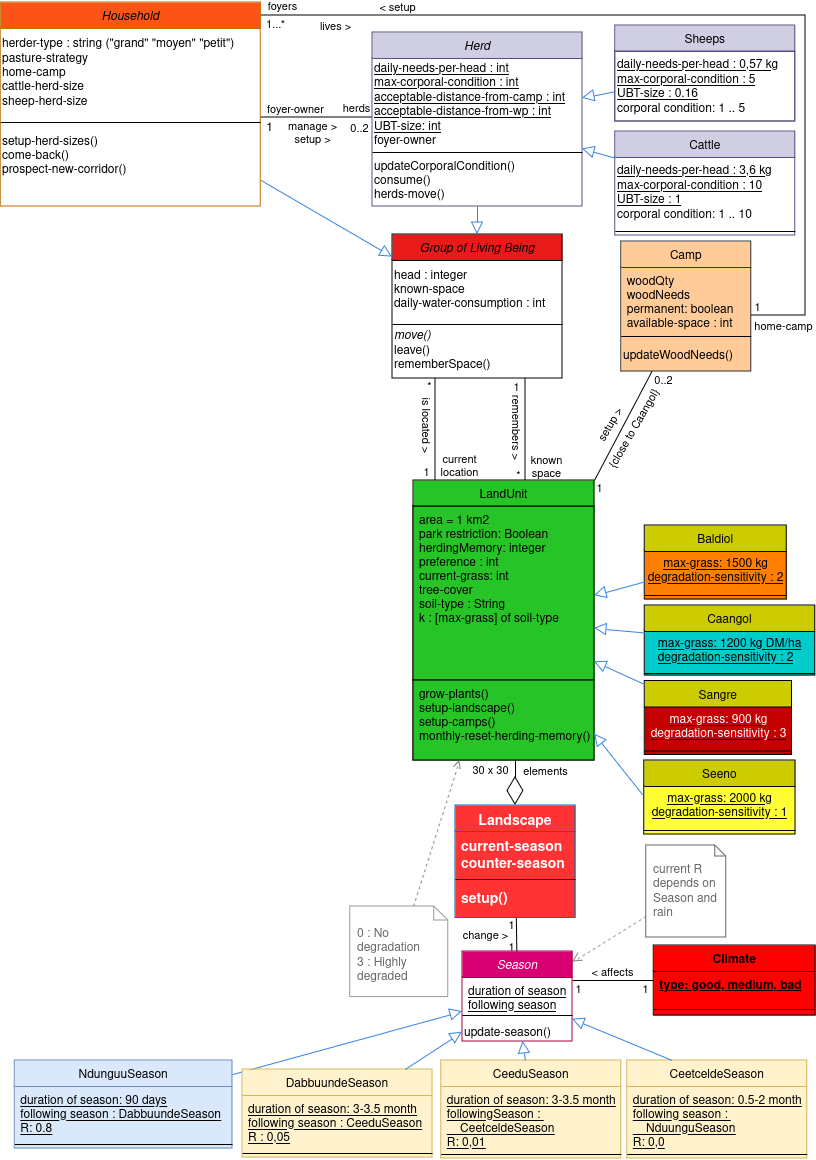 Household
herder-type : string ("grand" "moyen" "petit")
pasture-strategy
home-camp
cattle-herd-size
sheep-herd-size
setup-herd-sizes()
come-back()
prospect-new-corridor()
foyers
< setup
1...*
lives >
foyer-owner
herds
1
manage >
0..2
setup >
Herd
daily-needs-per-head : int
max-corporal-condition : int
acceptable-distance-from-camp : int
acceptable-distance-from-wp : int
UBT-size: int
foyer-owner
updateCorporalCondition()
consume()
herds-move()
Sheeps
daily-needs-per-head : 0,57 kg
max-corporal-condition : 5
UBT-size : 0.16
corporal condition: 1 .. 5
Cattle
daily-needs-per-head : 3,6 kg
max-corporal-condition : 10
UBT-size : 1
corporal condition: 1 .. 10
Group of Living Being
head : integer
known-space
daily-water-consumption : int
move()
leave()
rememberSpace()
Camp
woodQty
woodNeeds
permanent: boolean
available-space : int
updateWoodNeeds()
1
home-camp
*
is located >
1
current
location
1
remembers >
*
known
space
0..2
setup >
{close to Caangol}
1
LandUnit
area = 1 km2
park restriction: Boolean
herdingMemory: integer
preference : int
current-grass: int
tree-cover
soil-type : String
k : [max-grass] of soil-type
grow-plants()
setup-landscape()
setup-camps()
monthly-reset-herding-memory()
Baldiol
max-grass: 1500 kg
degradation-sensitivity : 2
Caangol
max-grass: 1200 kg DM/ha
degradation-sensitivity : 2
Sangre
max-grass: 900 kg
degradation-sensitivity : 3
Seeno
max-grass: 2000 kg
degradation-sensitivity : 1
30 x 30
elements
Landscape
current-season
counter-season
setup()
0 : No
degradation
3 : Highly
degraded
current R
depends on
Season and
rain
1
change >
1
Season
duration of season
following season
update-season()
< affects
1
1
Climate
type: good, medium, bad
NdunguuSeason
duration of season: 90 days
following season : DabbuundeSeason
R: 0.8
DabbuundeSeason
duration of season: 3-3.5 month
following season : CeeduSeason
R : 0,05
CeeduSeason
duration of season: 3-3.5 month
followingSeason :
CeetceldeSeason
R: 0,01
CeetceldeSeason
duration of season: 0.5-2 month
following season :
NduunguSeason
R: 0,0